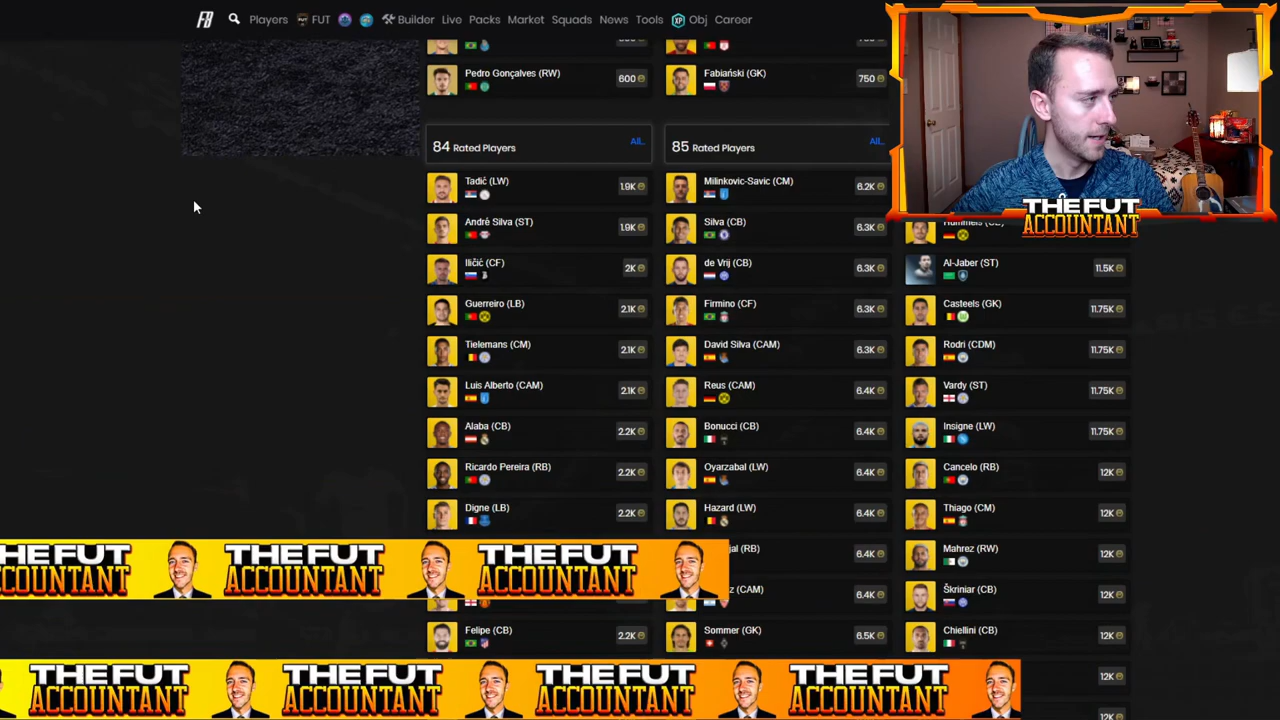 FB Players FUT Builder Live Packs Market Squads News Tools XP Obj Career
Pedro Gonçalves (RW) 600
Fabiański (GK) 750
84 Rated Players All..
Tadić (LW) 1.9K
André Silva (ST) 1.9K
Iličić (CF) 2K
Guerreiro (LB) 2.1K
Tielemans (CM) 2.1K
Luis Alberto (CAM) 2.1K
Alaba (CB) 2.2K
Ricardo Pereira (RB) 2.2K
Digne (LB) 2.2K
Felipe (CB) 2.2K
85 Rated Players All..
Milinkovic-Savic (CM) 6.2K
Silva (CB) 6.3K
de Vrij (CB) 6.3K
Firmino (CF) 6.3K
David Silva (CAM) 6.3K
Reus (CAM) 6.4K
Bonucci (CB) 6.4K
Oyarzabal (LW) 6.4K
Hazard (LW) 6.4K
(RB) 6.4K
(CAM) 6.4K
Sommer (GK) 6.5K
Al-Jaber (ST) 11.5K
Casteels (GK) 11.75K
Rodri (CDM) 11.75K
Vardy (ST) 11.75K
Insigne (LW) 11.75K
Cancelo (RB) 12K
Thiago (CM) 12K
Mahrez (RW) 12K
Škriniar (CB) 12K
Chiellini (CB) 12K
12K
12K
THE FUT
ACCOUNTANT
THE FUT THE FUT THE FUT
ACCOUNTANT ACCOUNTANT
THE FUT THE FUT THE FUT THE FUT
ACCOUNTANT ACCOUNTANT ACCOUNTANT ACCOUNTANT